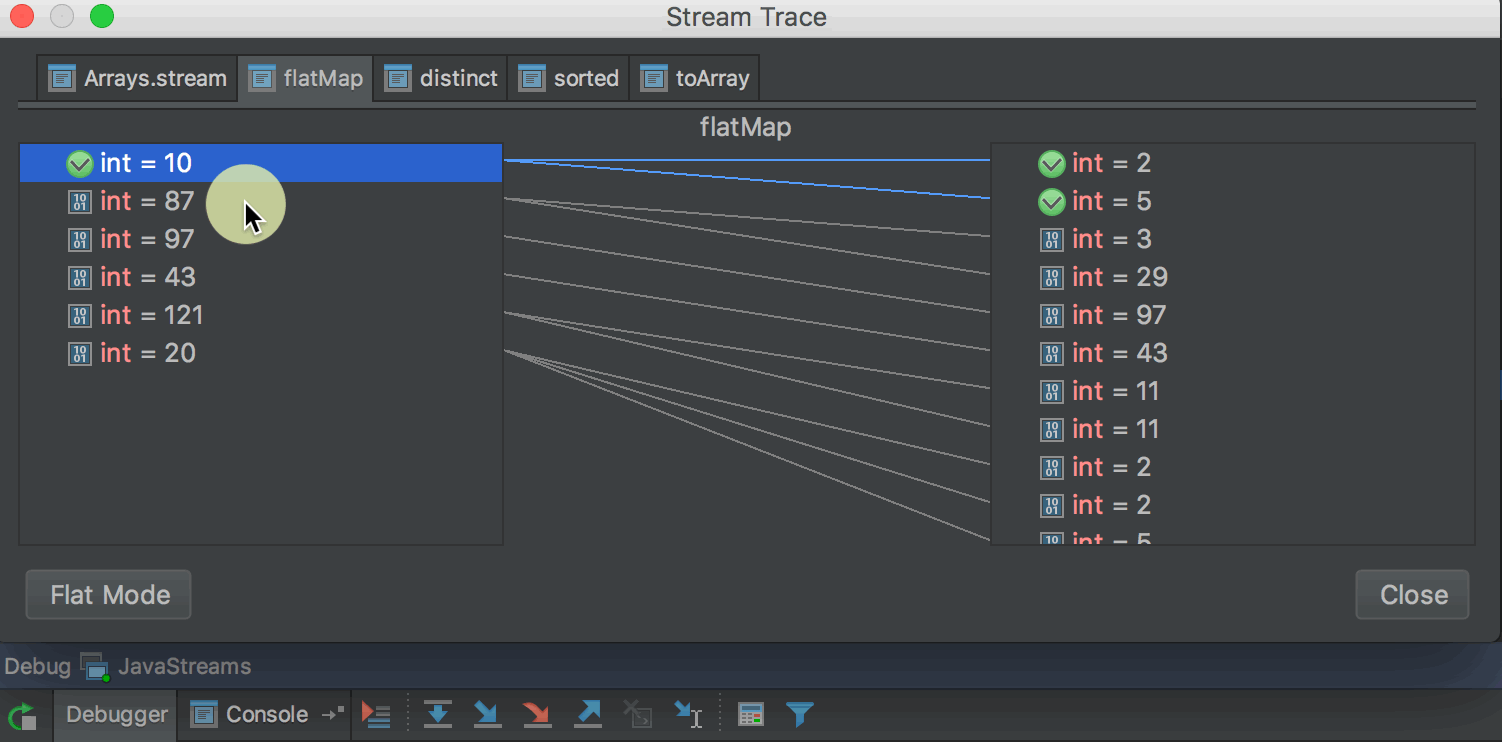 Stream Trace
Arrays.stream flatMap distinct sorted toArray
flatMap
int = 10
int = 87
int = 97
int = 43
int = 121
int = 20
int = 2
int = 5
int = 3
int = 29
int = 97
int = 43
int = 11
int = 11
int = 2
int = 2
int = 5
Flat Mode
Close
Debug JavaStreams
Debugger Console